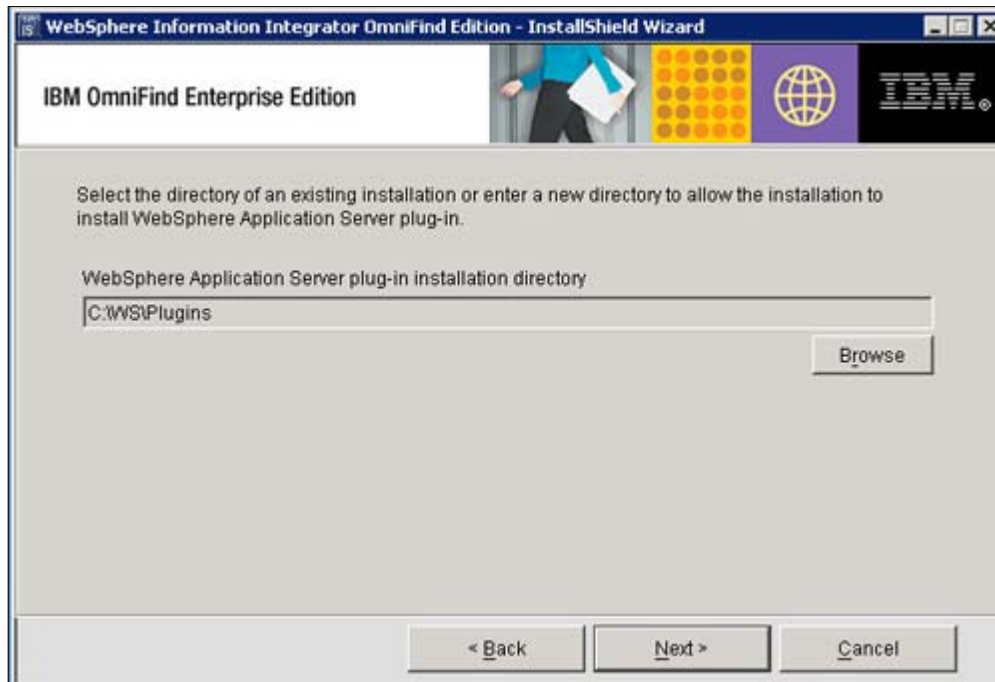 WebSphere Information Integrator OmniFind Edition - InstallShield Wizard
IBM OmniFind Enterprise Edition
IBM®
Select the directory of an existing installation or enter a new directory to allow the installation to
install WebSphere Application Server plug-in.
WebSphere Application Server plug-in installation directory
C:\WS\Plugins
Browse
< Back
Next >
Cancel